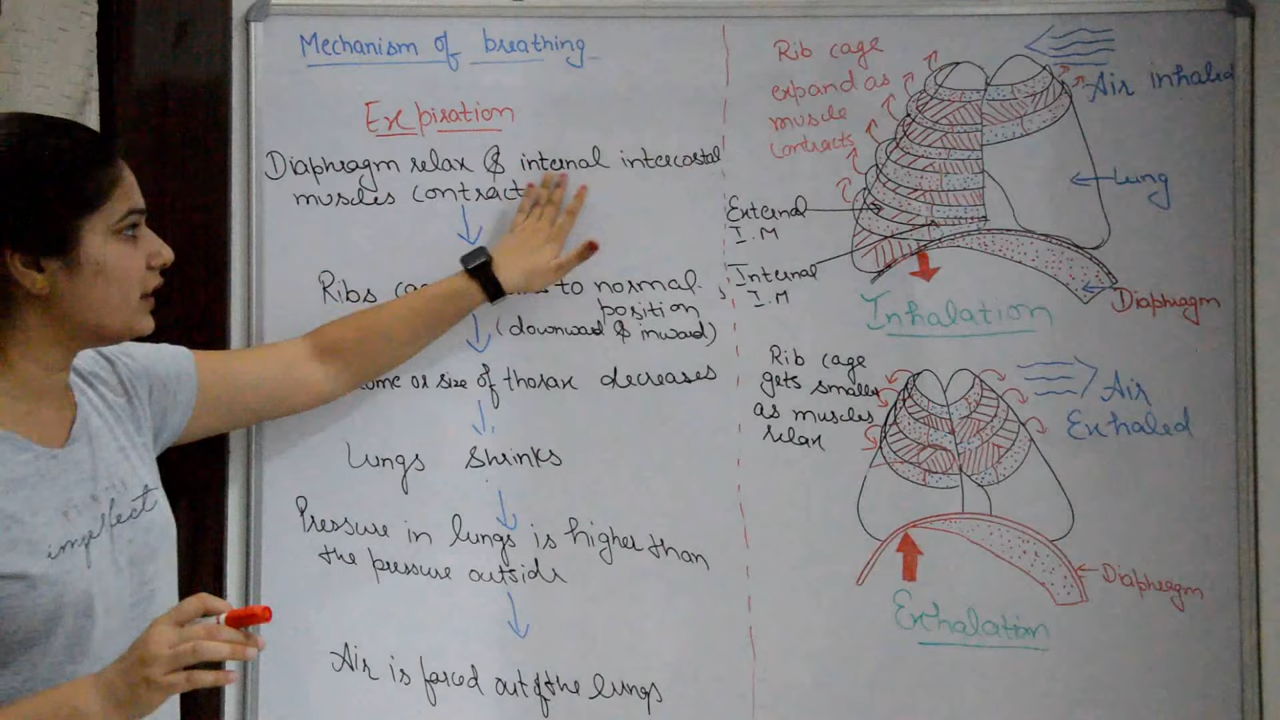 Mechanism of breathing
Expiration
Diaphragm relax & internal intercostal
muscles contract
Ribs to normal
position
(downward & inward)
or size of thorax decreases
Lungs Shrinks
Pressure in lungs is higher than
the pressure outside
Air is forced out of the lungs
Rib cage
expand as
muscle
contracts
Air inhaled
Lung
External
I.M
Internal
I.M
Diaphragm
Inhalation
Rib cage
gets smaller
as muscles
relax
Air
Exhaled
Diaphragm
Exhalation
imperfect